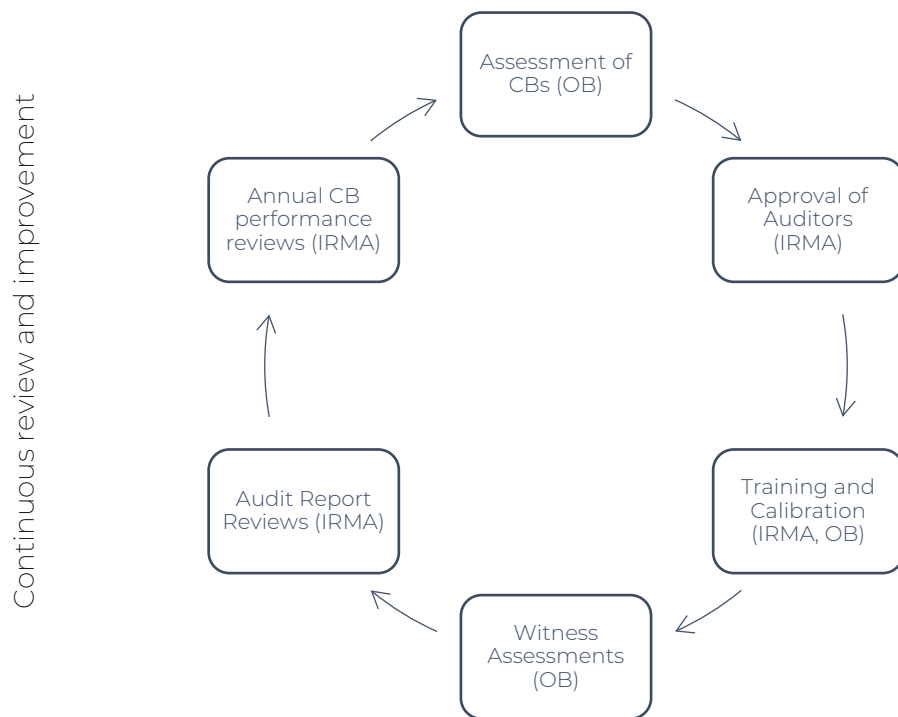 Continuous review and improvement
Assessment of
CBs (OB)
Approval of
Auditors
(IRMA)
Training and
Calibration
(IRMA, OB)
Witness
Assessments
(OB)
Audit Report
Reviews (IRMA)
Annual CB
performance
reviews (IRMA)